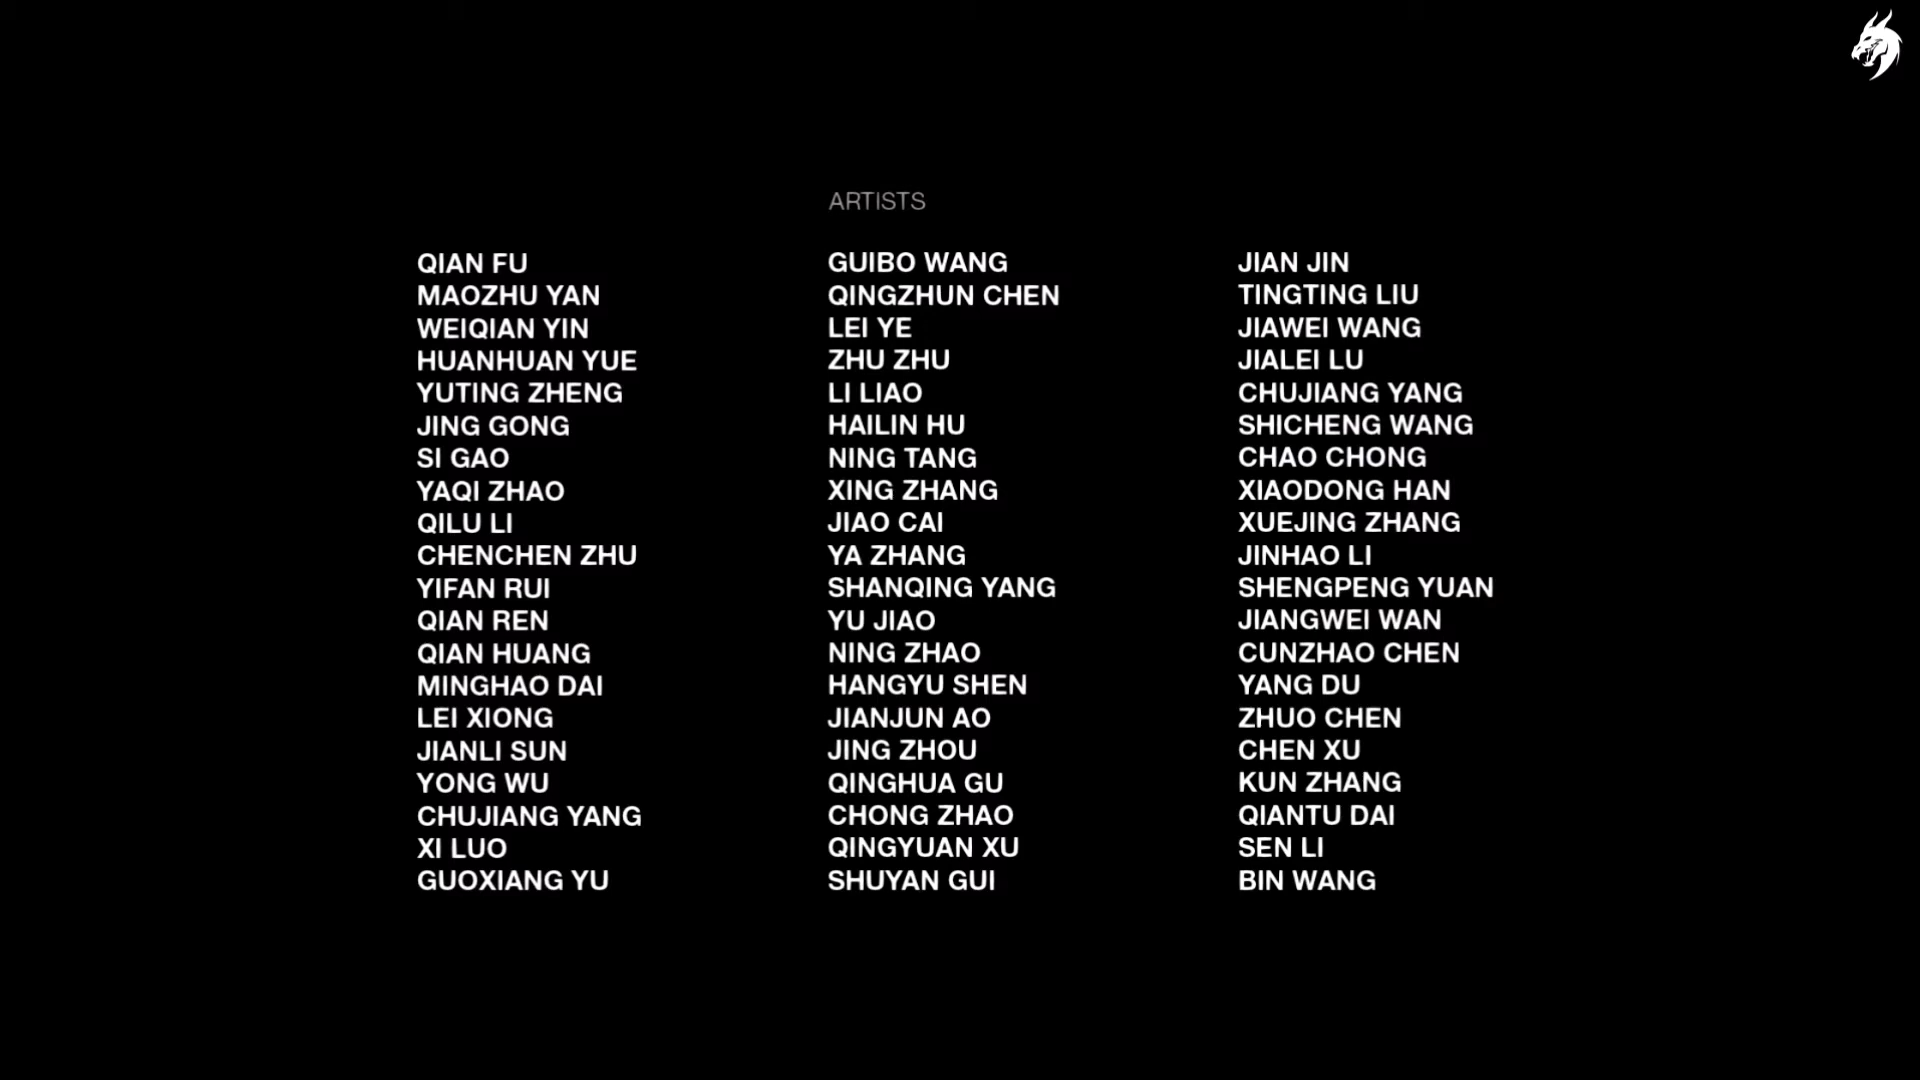 ARTISTS
QIAN FU
MAOZHU YAN
WEIQIAN YIN
HUANHUAN YUE
YUTING ZHENG
JING GONG
SI GAO
YAQI ZHAO
QILU LI
CHENCHEN ZHU
YIFAN RUI
QIAN REN
QIAN HUANG
MINGHAO DAI
LEI XIONG
JIANLI SUN
YONG WU
CHUJIANG YANG
XI LUO
GUOXIANG YU
GUIBO WANG
QINGZHUN CHEN
LEI YE
ZHU ZHU
LI LIAO
HAILIN HU
NING TANG
XING ZHANG
JIAO CAI
YA ZHANG
SHANQING YANG
YU JIAO
NING ZHAO
HANGYU SHEN
JIANJUN AO
JING ZHOU
QINGHUA GU
CHONG ZHAO
QINGYUAN XU
SHUYAN GUI
JIAN JIN
TINGTING LIU
JIAWEI WANG
JIALEI LU
CHUJIANG YANG
SHICHENG WANG
CHAO CHONG
XIAODONG HAN
XUEJING ZHANG
JINHAO LI
SHENGPENG YUAN
JIANGWEI WAN
CUNZHAO CHEN
YANG DU
ZHUO CHEN
CHEN XU
KUN ZHANG
QIANTU DAI
SEN LI
BIN WANG